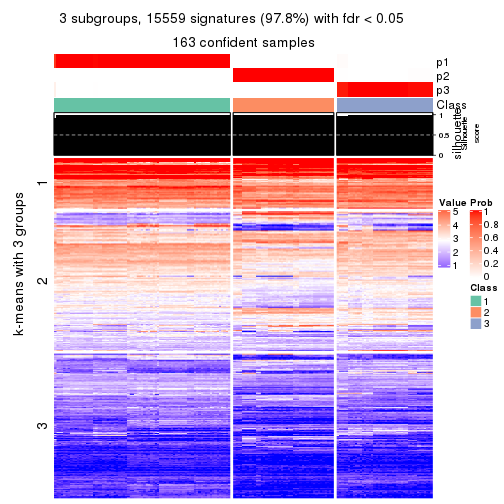 3 subgroups, 15559 signatures (97.8%) with fdr < 0.05
163 confident samples
p1
p2
p3
Class
1
0.5
0
silhouette
Silhouette
score
k-means with 3 groups
1
2
3
Value
5
4
3
2
1
Prob
1
0.8
0.6
0.4
0.2
0
Class
1
2
3